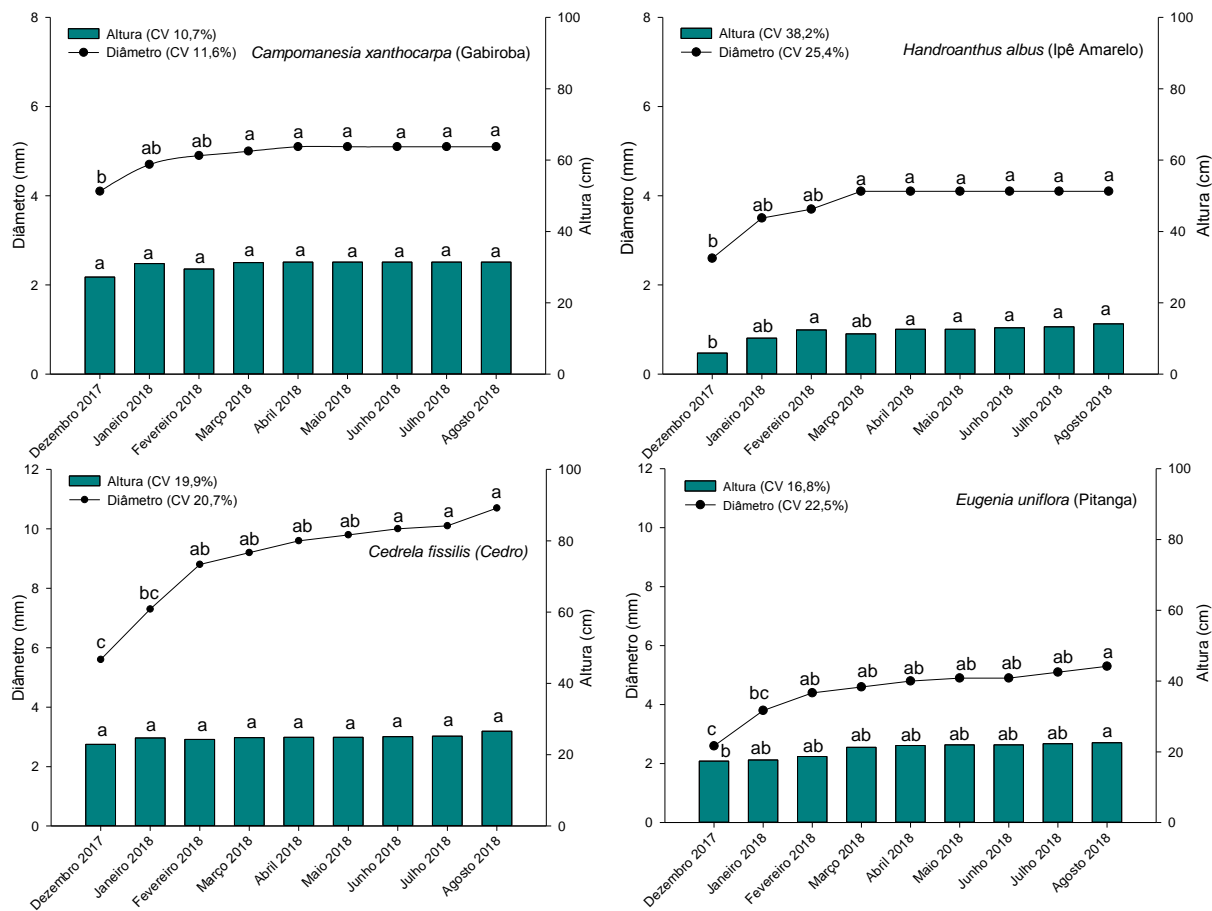 Altura (CV 10,7%)
Diâmetro (CV 11,6%)
Campomanesia xanthocarpa (Gabiroba)
Diâmetro (mm)
8
6
4
2
0
b ab ab a a a a a a
a a a a a a a a a
100
80
60
40
20
0
Altura (cm)
Dezembro 2017
Janeiro 2018
Fevereiro 2018
Março 2018
Abril 2018
Maio 2018
Junho 2018
Julho 2018
Agosto 2018
Altura (CV 38,2%)
Diâmetro (CV 25,4%)
Handroanthus albus (Ipê Amarelo)
Diâmetro (mm)
8
6
4
2
0
b ab ab a a a a a a
b ab a ab a a a a a
100
80
60
40
20
0
Altura (cm)
Dezembro 2017
Janeiro 2018
Fevereiro 2018
Março 2018
Abril 2018
Maio 2018
Junho 2018
Julho 2018
Agosto 2018
Altura (CV 19,9%)
Diâmetro (CV 20,7%)
Cedrela fissilis (Cedro)
Diâmetro (mm)
12
10
8
6
4
2
0
c bc ab ab ab ab a a a
a a a a a a a a a
100
80
60
40
20
0
Altura (cm)
Dezembro 2017
Janeiro 2018
Fevereiro 2018
Março 2018
Abril 2018
Maio 2018
Junho 2018
Julho 2018
Agosto 2018
Altura (CV 16,8%)
Diâmetro (CV 22,5%)
Eugenia uniflora (Pitanga)
Diâmetro (mm)
12
10
8
6
4
2
0
c bc ab ab ab ab ab ab a
b ab ab ab ab ab ab ab a
100
80
60
40
20
0
Altura (cm)
Dezembro 2017
Janeiro 2018
Fevereiro 2018
Março 2018
Abril 2018
Maio 2018
Junho 2018
Julho 2018
Agosto 2018